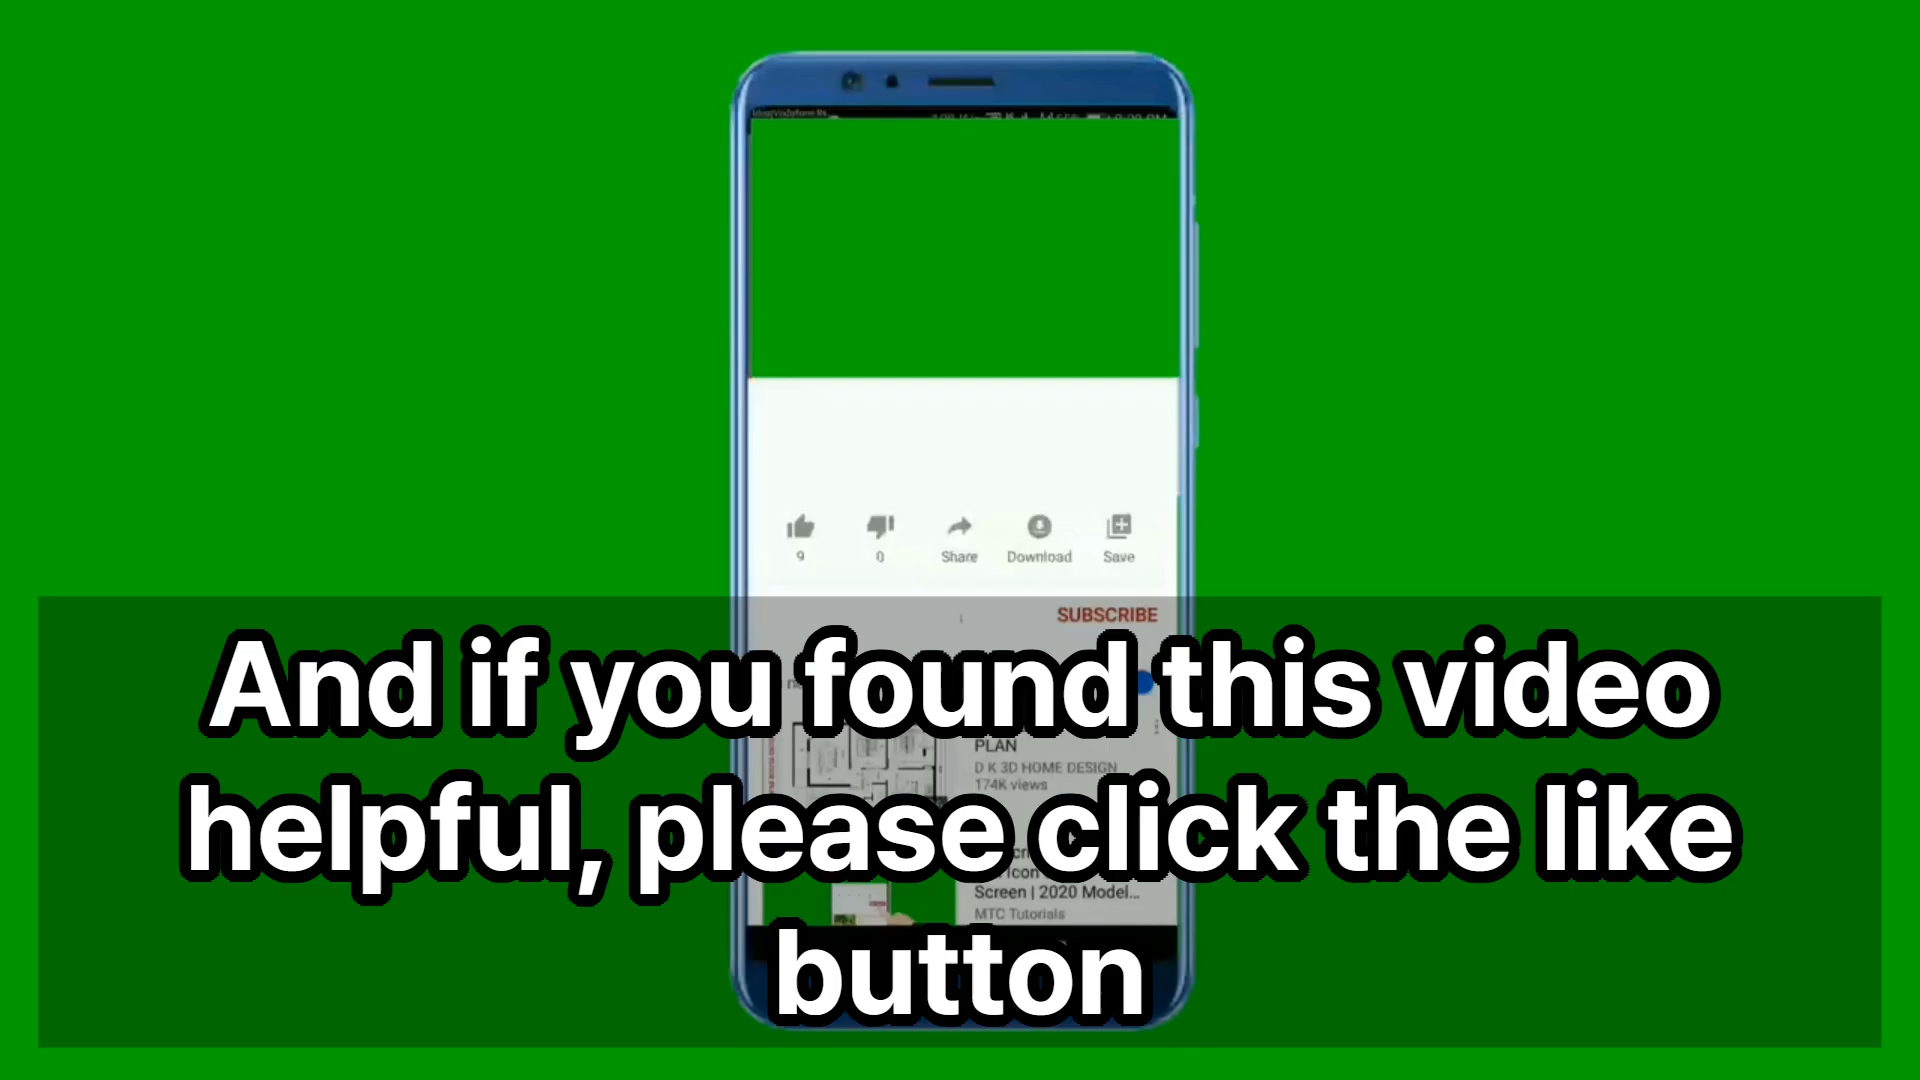 9
0
Share
Download
Save
SUBSCRIBE
And if you found this video
PLAN
D K 3D HOME DESIGN
174K views
helpful, please click the like
Icon
Screen | 2020 Model...
MTC Tutorials
button